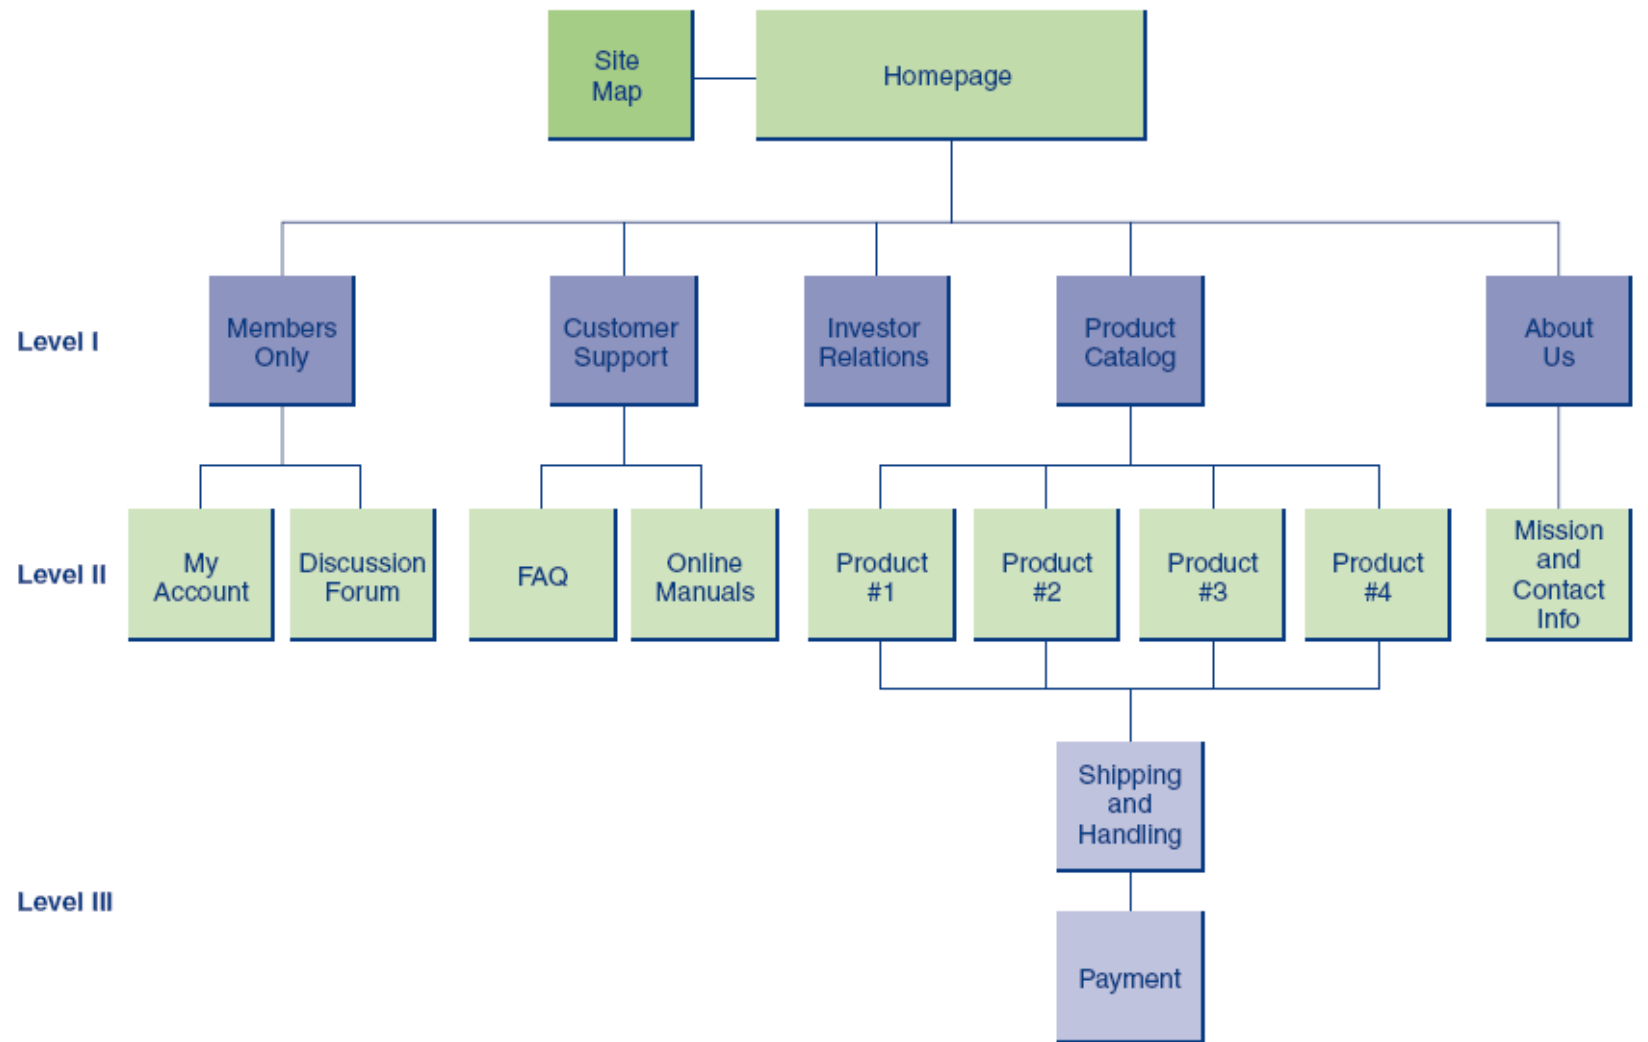 Site
Map
Homepage
Level I
Members
Only
Customer
Support
Investor
Relations
Product
Catalog
About
Us
Level II
My
Account
Discussion
Forum
FAQ
Online
Manuals
Product
#1
Product
#2
Product
#3
Product
#4
Mission
and
Contact
Info
Shipping
and
Handling
Level III
Payment